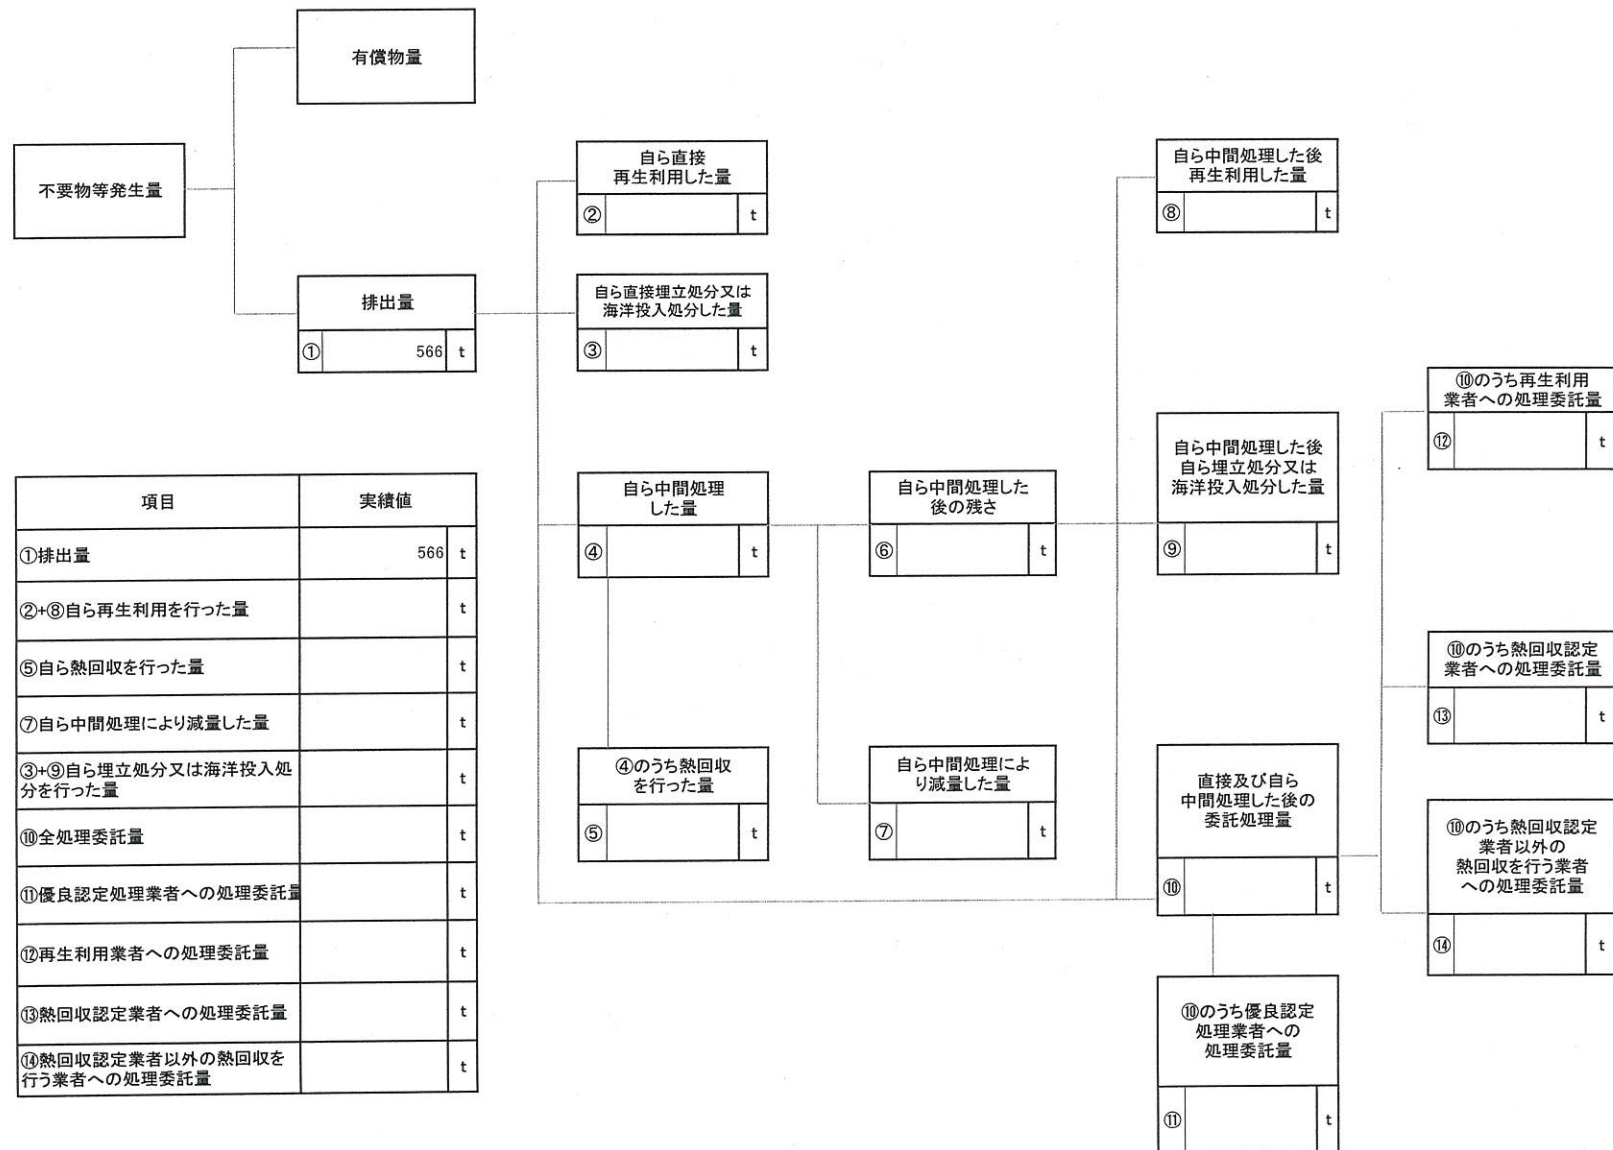 有償物量
不要物等発生量
排出量
① 566 t
自ら直接
再生利用した量
② t
自ら直接埋立処分又は
海洋投入処分した量
③ t
自ら中間処理
した量
④ t
④のうち熱回収
を行った量
⑤ t
自ら中間処理した
後の残さ
⑥ t
自ら中間処理によ
り減量した量
⑦ t
自ら中間処理した後
再生利用した量
⑧ t
自ら中間処理した後
自ら埋立処分又は
海洋投入処分した量
⑨ t
直接及び自ら
中間処理した後の
委託処理量
⑩ t
⑩のうち優良認定
処理業者への
処理委託量
⑪ t
⑩のうち再生利用
業者への処理委託量
⑫ t
⑩のうち熱回収認定
業者への処理委託量
⑬ t
⑩のうち熱回収認定
業者以外の
熱回収を行う業者
への処理委託量
⑭ t
項目 実績値
①排出量 566 t
②+⑧自ら再生利用を行った量 t
⑤自ら熱回収を行った量 t
⑦自ら中間処理により減量した量 t
③+⑨自ら埋立処分又は海洋投入処
分を行った量 t
⑩全処理委託量 t
⑪優良認定処理業者への処理委託量 t
⑫再生利用業者への処理委託量 t
⑬熱回収認定業者への処理委託量 t
⑭熱回収認定業者以外の熱回収を
行う業者への処理委託量 t